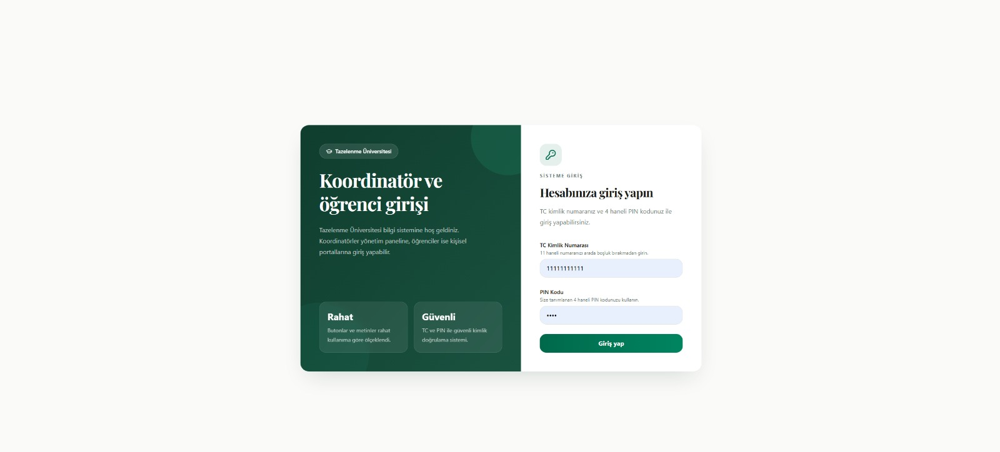 Tazelenme Üniversitesi
Koordinatör ve
öğrenci girişi
Tazelenme Üniversitesi bilgi sistemine hoş geldiniz.
Koordinatörler yönetim paneline, öğrenciler ise kişisel
portallarına giriş yapabilir.
Rahat
Butonlar ve metinler rahat
kullanıma göre ölçeklendi.
Güvenli
TC ve PIN ile güvenli kimlik
doğrulama sistemi.
SİSTEME GİRİŞ
Hesabınıza giriş yapın
TC kimlik numaranız ve 4 haneli PIN kodunuz ile
giriş yapabilirsiniz.
TC Kimlik Numarası
11 haneli numaranızı arada boşluk bırakmadan girin.
11111111111
PIN Kodu
Size tanımlanan 4 haneli PIN kodunuzu kullanın.
••••
Giriş yap